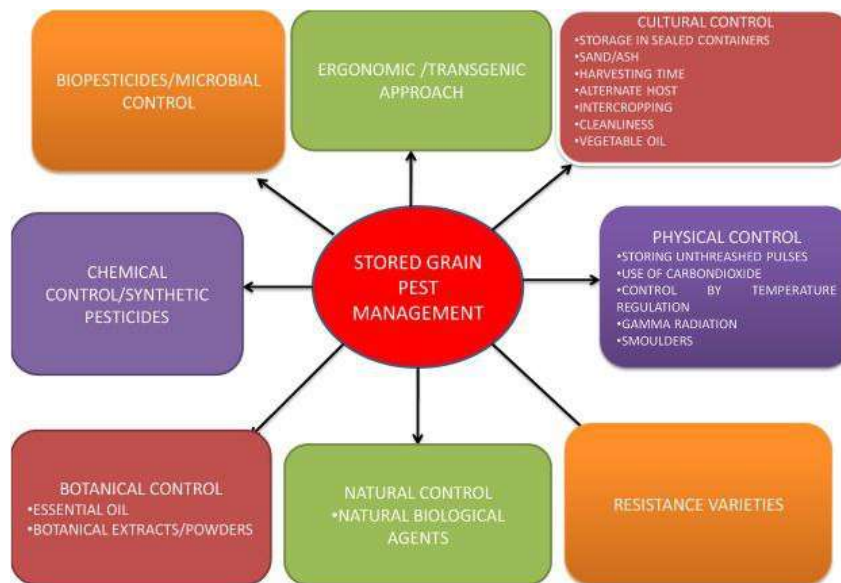 BIOPESTICIDES/MICROBIAL
CONTROL
ERGONOMIC /TRANSGENIC
APPROACH
CULTURAL CONTROL
•STORAGE IN SEALED CONTAINERS
•SAND/ASH
•HARVESTING TIME
•ALTERNATE HOST
•INTERCROPPING
•CLEANLINESS
•VEGETABLE OIL
CHEMICAL
CONTROL/SYNTHETIC
PESTICIDES
STORED GRAIN
PEST
MANAGEMENT
PHYSICAL CONTROL
•STORING UNTHREASHED PULSES
•USE OF CARBONDIOXIDE
•CONTROL BY TEMPERATURE
REGULATION
•GAMMA RADIATION
•SMOULDERS
BOTANICAL CONTROL
•ESSENTIAL OIL
•BOTANICAL EXTRACTS/POWDERS
NATURAL CONTROL
•NATURAL BIOLOGICAL
AGENTS
RESISTANCE VARIETIES